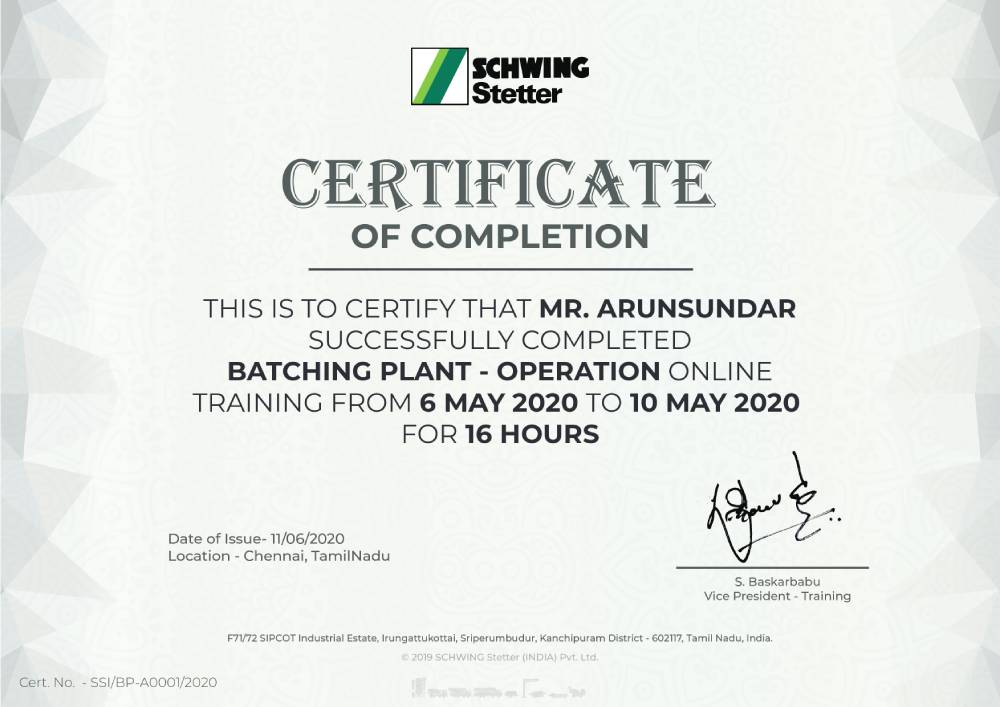 SCHWING
Stetter
CERTIFICATE
OF COMPLETION
THIS IS TO CERTIFY THAT MR. ARUNSUNDAR
SUCCESSFULLY COMPLETED
BATCHING PLANT - OPERATION ONLINE
TRAINING FROM 6 MAY 2020 TO 10 MAY 2020
FOR 16 HOURS
Date of Issue- 11/06/2020
Location - Chennai, TamilNadu
S. Baskarbabu
Vice President - Training
F71/72 SIPCOT Industrial Estate, Irungattukottai, Sriperumbudur, Kanchipuram District - 602117, Tamil Nadu, India.
© 2019 SCHWING Stetter (INDIA) Pvt. Ltd.
Cert. No. - SSI/BP-A0001/2020